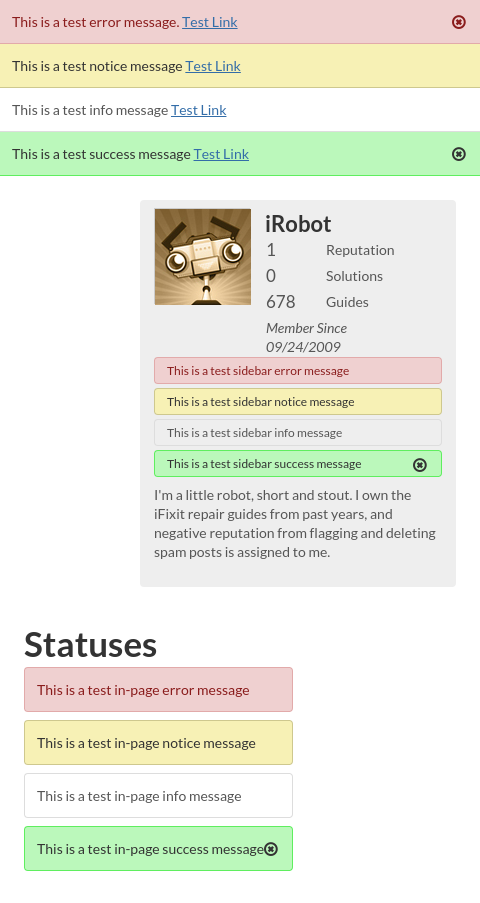 This is a test error message. Test Link
This is a test notice message Test Link
This is a test info message Test Link
This is a test success message Test Link
iRobot
1 Reputation
0 Solutions
678 Guides
Member Since
09/24/2009
This is a test sidebar error message
This is a test sidebar notice message
This is a test sidebar info message
This is a test sidebar success message
I'm a little robot, short and stout. I own the
iFixit repair guides from past years, and
negative reputation from flagging and deleting
spam posts is assigned to me.
Statuses
This is a test in-page error message
This is a test in-page notice message
This is a test in-page info message
This is a test in-page success message